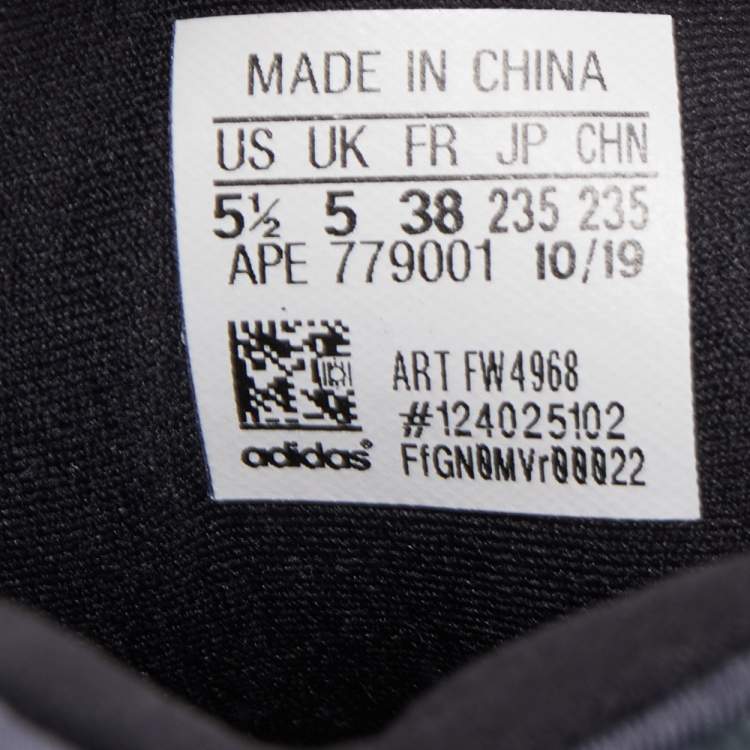 MADE IN CHINA
US UK FR JP CHN
5½ 5 38 235 235
APE 779001 10/19
ART FW4968
#124025102
adidas® FfGN0MVr00022